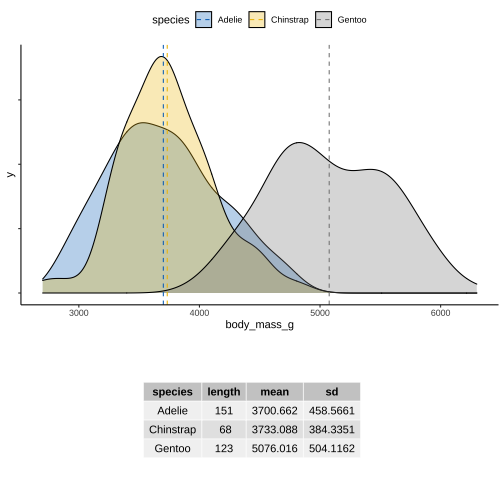 species Adelie Chinstrap Gentoo
y
3000 4000 5000 6000
body_mass_g
species length mean sd
Adelie 151 3700.662 458.5661
Chinstrap 68 3733.088 384.3351
Gentoo 123 5076.016 504.1162